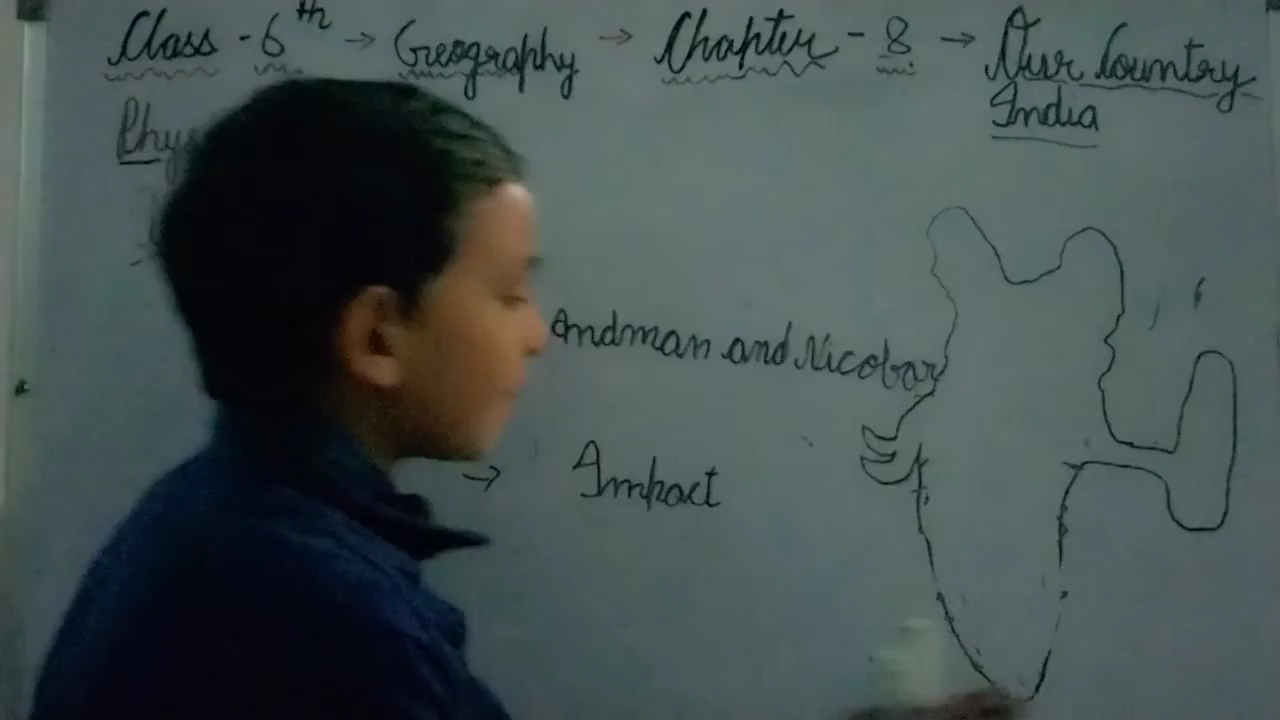 Class - 6th → Geography → Chapter - 8 → Our Country
India
Andman and Nicobar
→ Impact